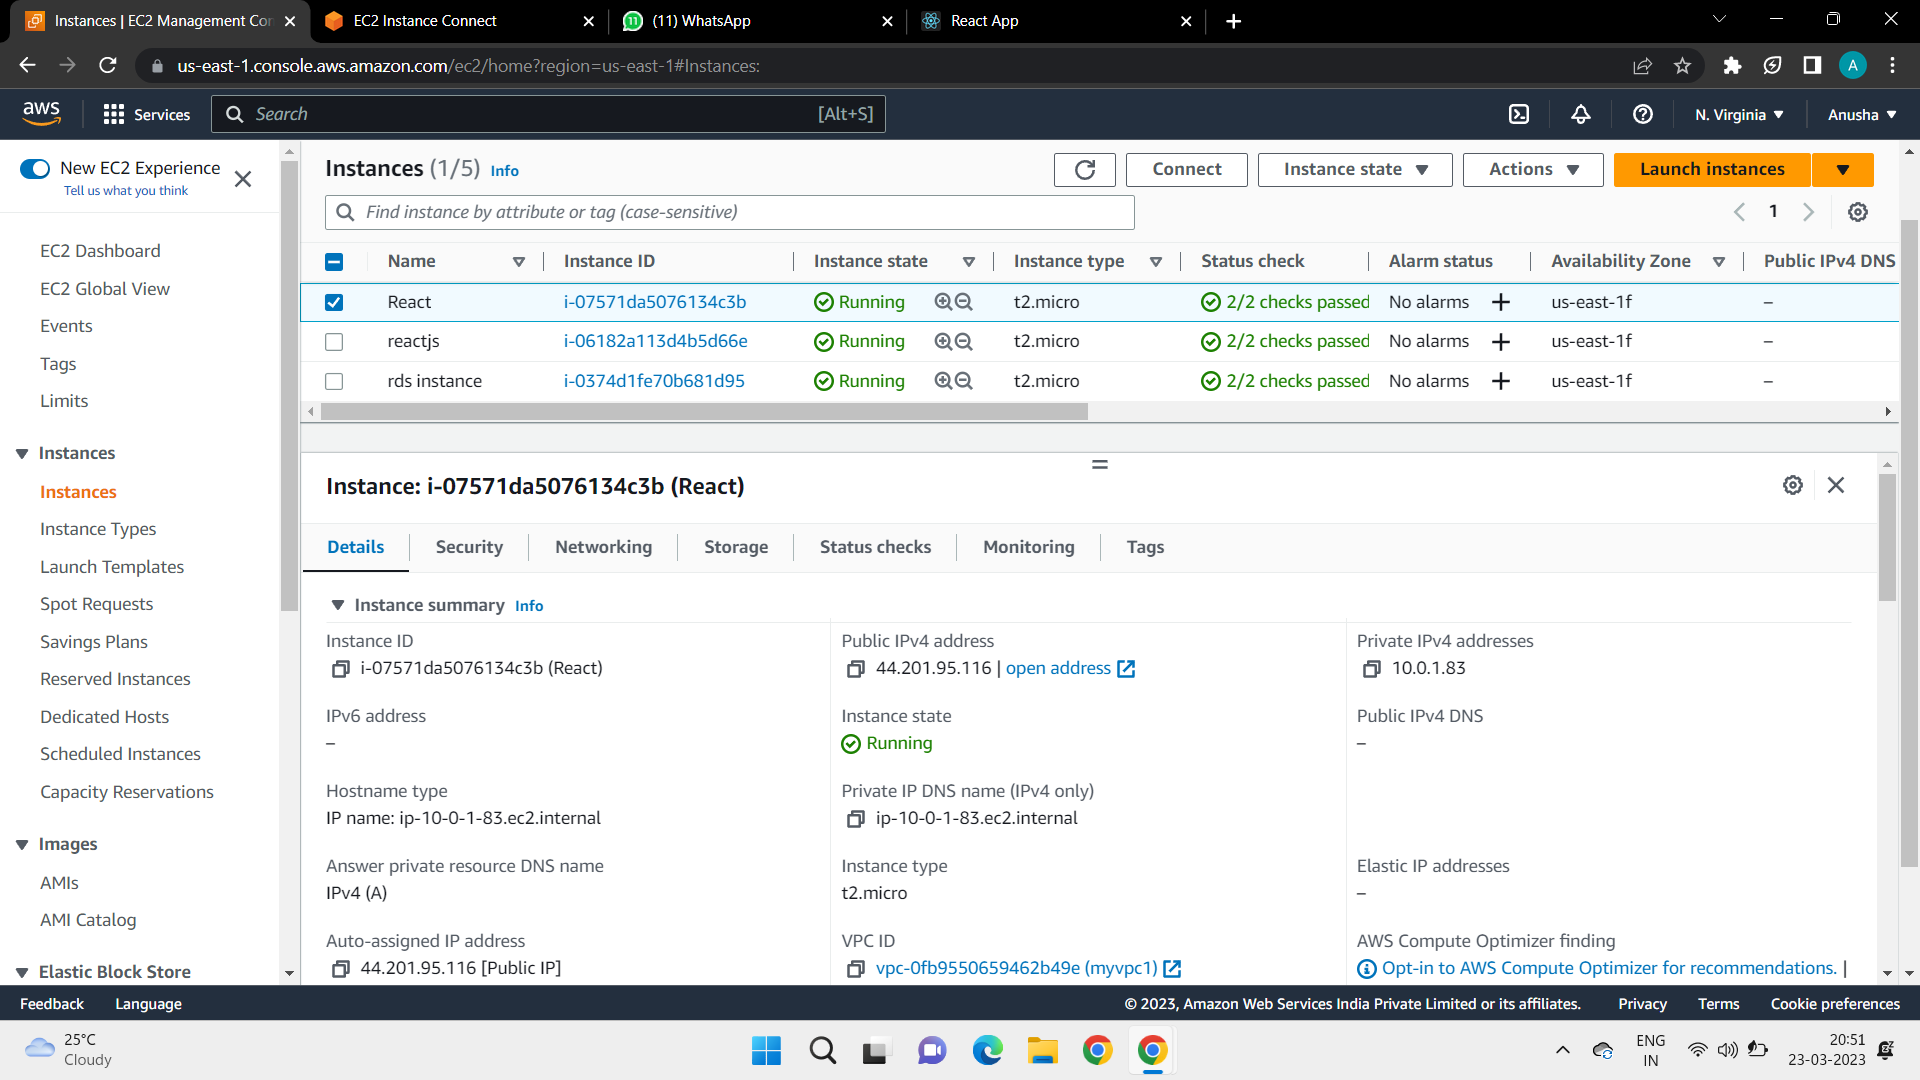 Instances | EC2 Management Con
EC2 Instance Connect
(11) WhatsApp
React App
us-east-1.console.aws.amazon.com/ec2/home?region=us-east-1#Instances:
A
aws
Services
Search
[Alt+S]
N. Virginia
Anusha
New EC2 Experience
Tell us what you think
EC2 Dashboard
EC2 Global View
Events
Tags
Limits
Instances
Instances
Instance Types
Launch Templates
Spot Requests
Savings Plans
Reserved Instances
Dedicated Hosts
Scheduled Instances
Capacity Reservations
Images
AMIs
AMI Catalog
Elastic Block Store
Instances (1/5) Info
Connect
Instance state
Actions
Launch instances
Find instance by attribute or tag (case-sensitive)
1
Name Instance ID Instance state Instance type Status check Alarm status Availability Zone Public IPv4 DNS
React i-07571da5076134c3b Running t2.micro 2/2 checks passed No alarms + us-east-1f –
reactjs i-06182a113d4b5d66e Running t2.micro 2/2 checks passed No alarms + us-east-1f –
rds instance i-0374d1fe70b681d95 Running t2.micro 2/2 checks passed No alarms + us-east-1f –
Instance: i-07571da5076134c3b (React)
Details Security Networking Storage Status checks Monitoring Tags
Instance summary Info
Instance ID
i-07571da5076134c3b (React)
Public IPv4 address
44.201.95.116 | open address
Private IPv4 addresses
10.0.1.83
IPv6 address
–
Instance state
Running
Public IPv4 DNS
–
Hostname type
IP name: ip-10-0-1-83.ec2.internal
Private IP DNS name (IPv4 only)
ip-10-0-1-83.ec2.internal
Answer private resource DNS name
IPv4 (A)
Instance type
t2.micro
Elastic IP addresses
–
Auto-assigned IP address
44.201.95.116 [Public IP]
VPC ID
vpc-0fb9550659462b49e (myvpc1)
AWS Compute Optimizer finding
Opt-in to AWS Compute Optimizer for recommendations. |
Feedback Language
© 2023, Amazon Web Services India Private Limited or its affiliates. Privacy Terms Cookie preferences
25°C
Cloudy
ENG
IN
20:51
23-03-2023